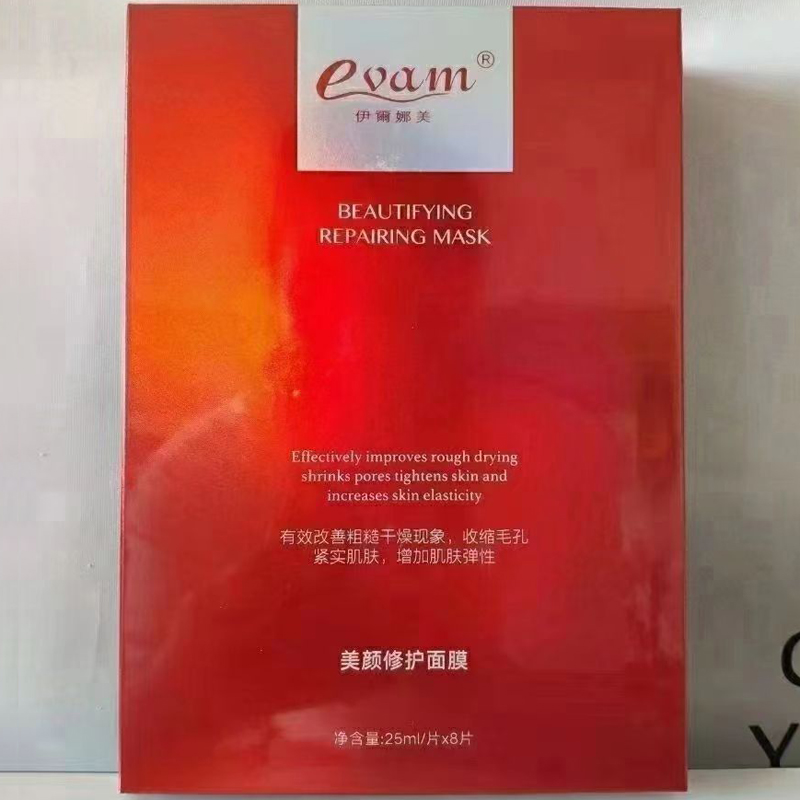 evam®
伊爾娜美
BEAUTIFYING
REPAIRING MASK
Effectively improves rough drying
shrinks pores tightens skin and
increases skin elasticity
有效改善粗糙干燥现象，收缩毛孔
紧实肌肤，增加肌肤弹性
美颜修护面膜
净含量:25ml/片x8片
Y